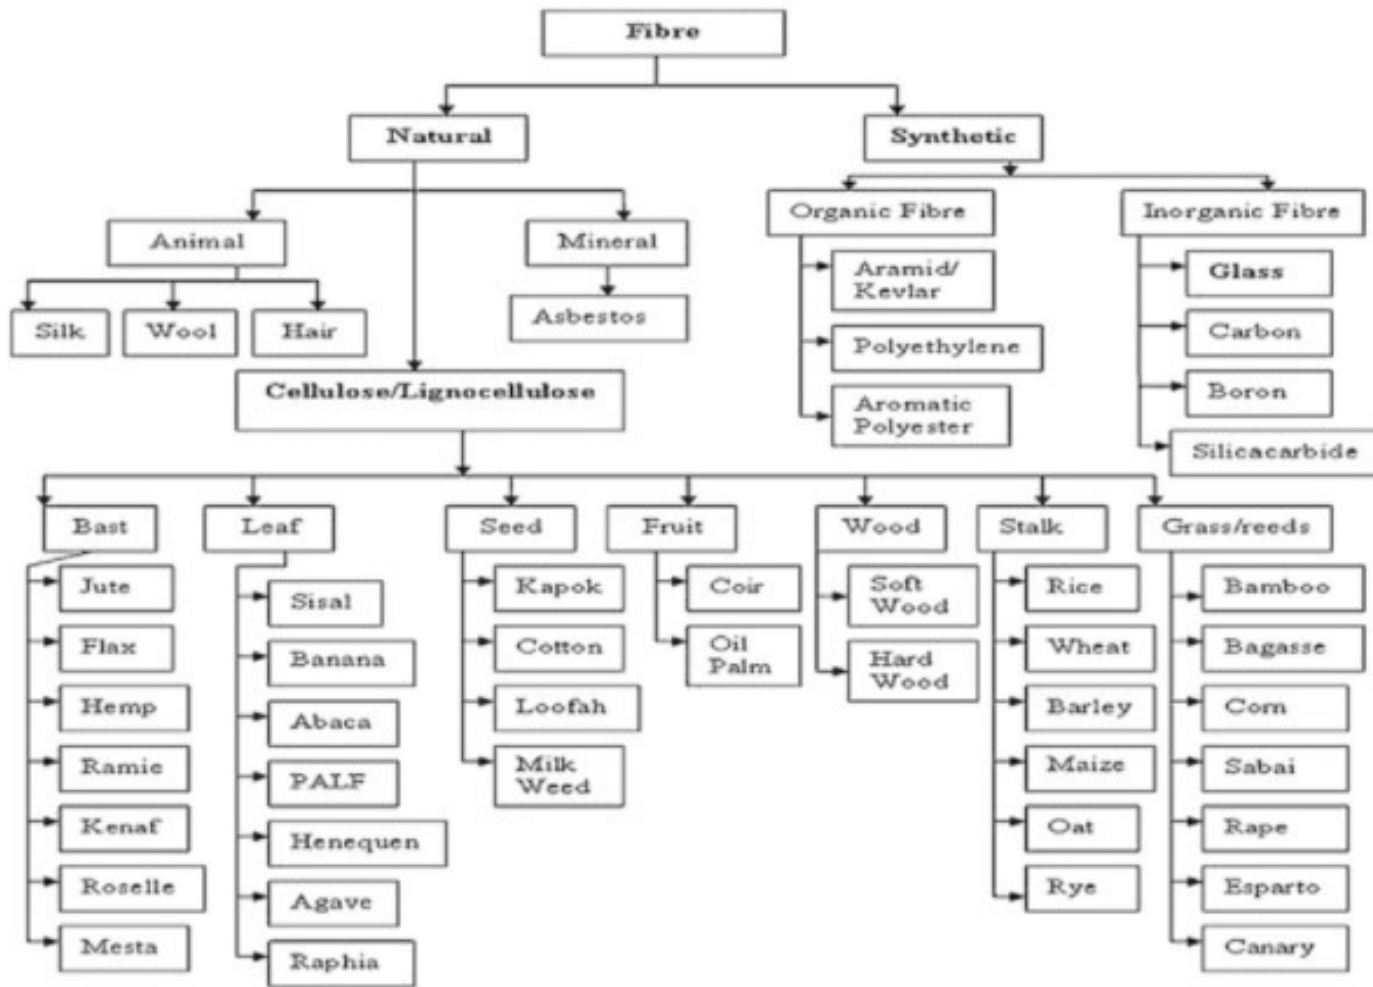 Fibre
Natural
Synthetic
Animal
Mineral
Organic Fibre
Inorganic Fibre
Silk
Wool
Hair
Asbestos
Aramid/
Kevlar
Polyethylene
Aromatic
Polyester
Glass
Carbon
Boron
Silicacarbide
Cellulose/Lignocellulose
Bast
Jute
Flax
Hemp
Ramie
Kenaf
Roselle
Mesta
Leaf
Sisal
Banana
Abaca
PALF
Henequen
Agave
Raphia
Seed
Kapok
Cotton
Loofah
Milk
Weed
Fruit
Coir
Oil
Palm
Wood
Soft
Wood
Hard
Wood
Stalk
Rice
Wheat
Barley
Maize
Oat
Rye
Grass/reeds
Bamboo
Bagasse
Corn
Sabai
Rape
Esparto
Canary